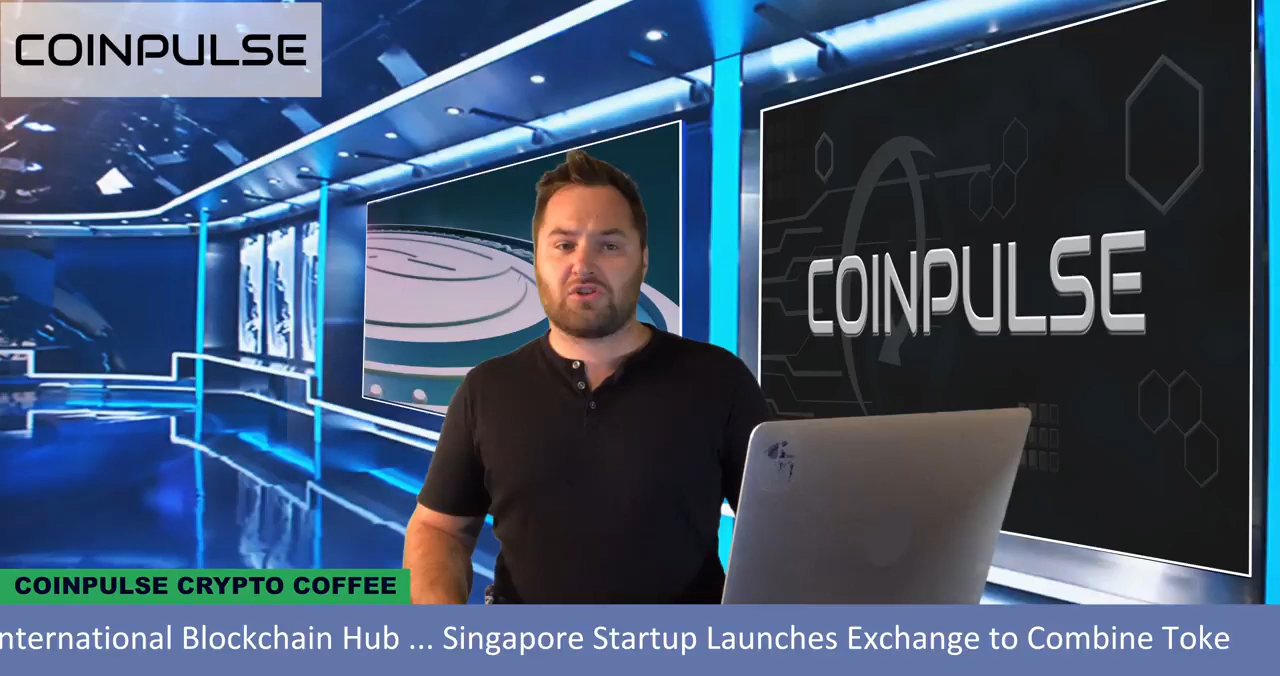 COINPULSE
COINPULSE
COINPULSE CRYPTO COFFEE
nternational Blockchain Hub ... Singapore Startup Launches Exchange to Combine Toke